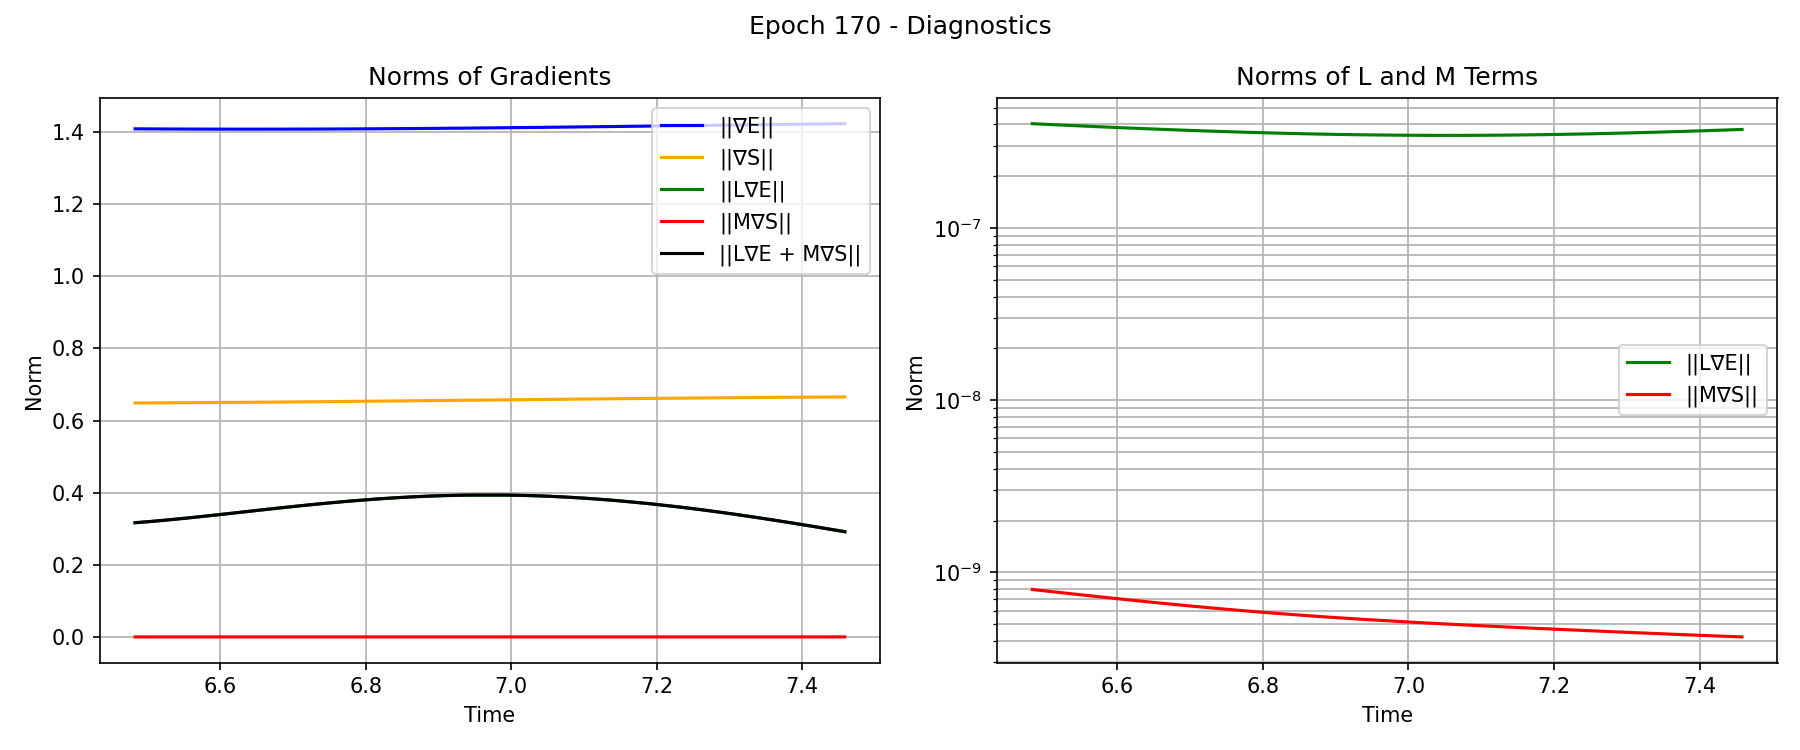 Epoch 170 - Diagnostics
Norms of Gradients
Norm
1.4
1.2
1.0
0.8
0.6
0.4
0.2
0.0
||∇E||
||∇S||
||L∇E||
||M∇S||
||L∇E + M∇S||
6.6 6.8 7.0 7.2 7.4
Time
Norms of L and M Terms
Norm
10⁻⁷
10⁻⁸
10⁻⁹
||L∇E||
||M∇S||
6.6 6.8 7.0 7.2 7.4
Time